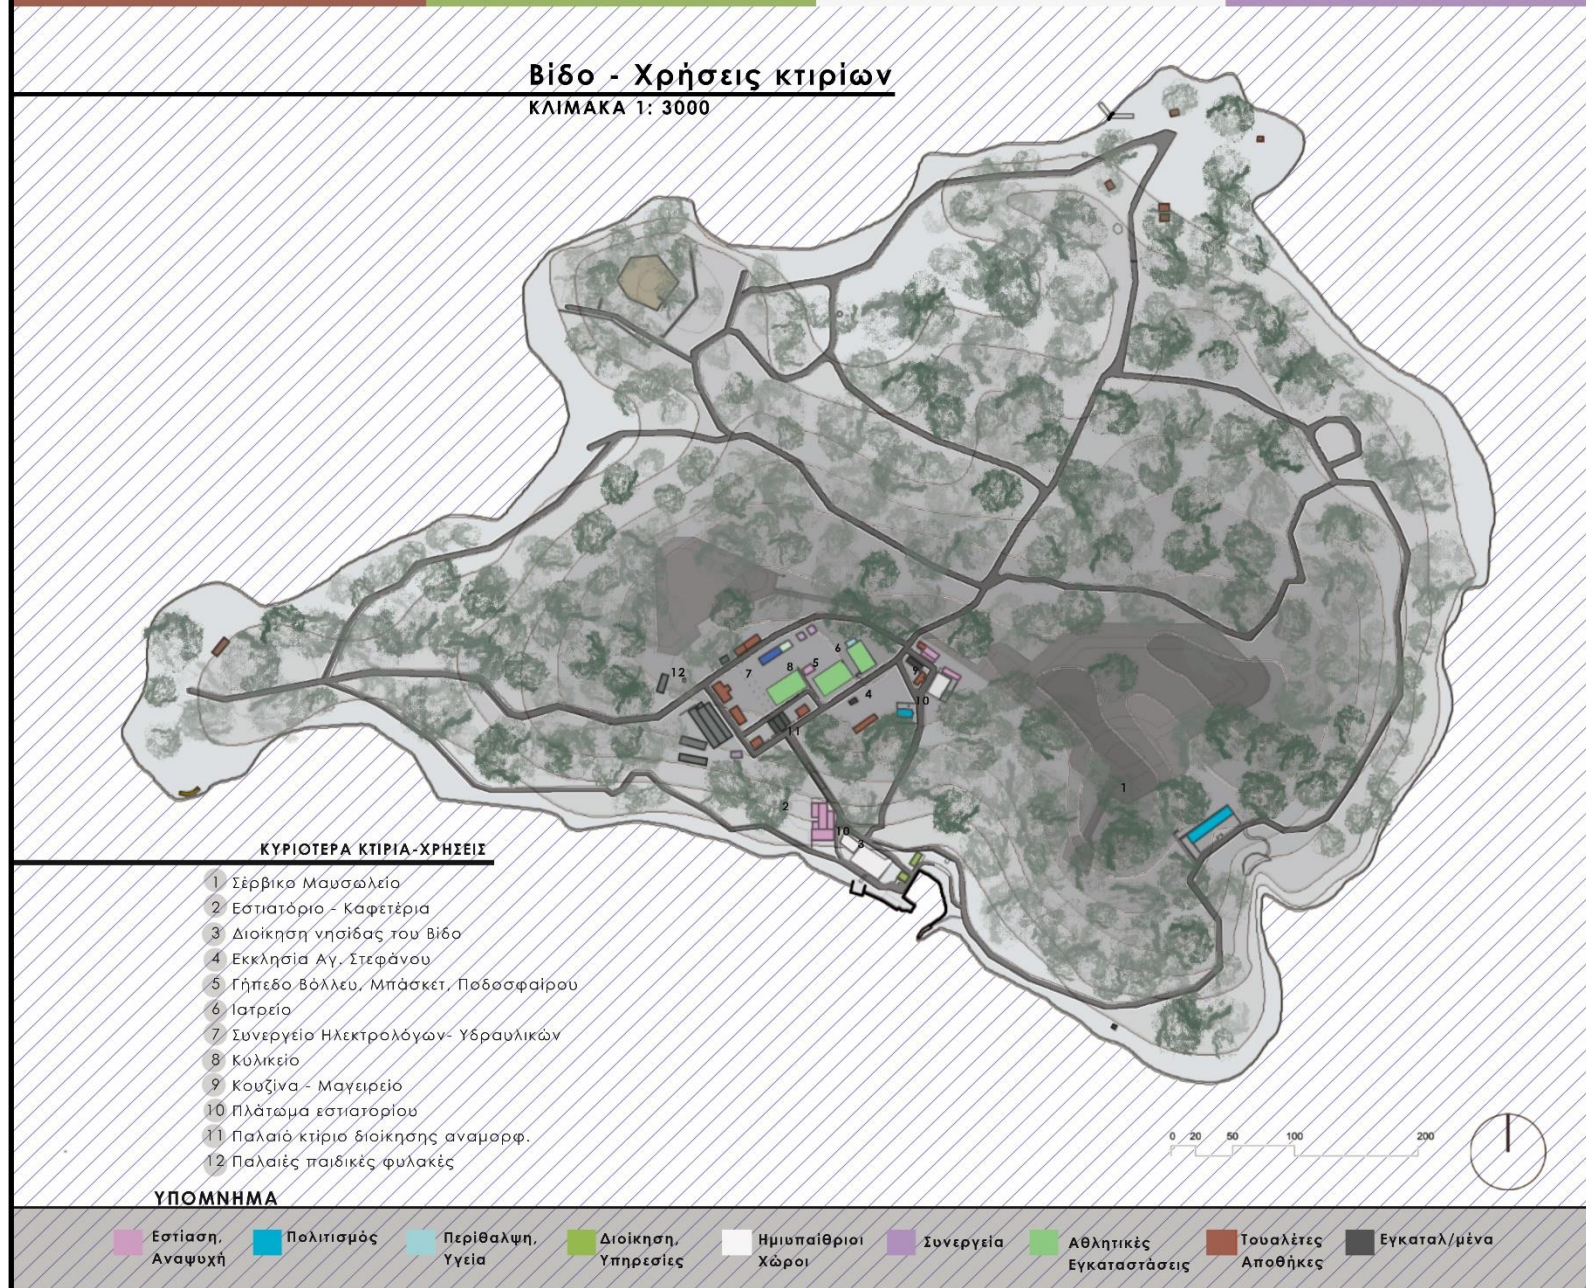 Βίδο - Χρήσεις κτιρίων
ΚΛΙΜΑΚΑ 1: 3000
12
7
8
5
6
4
9
10
11
2
10
3
1
ΚΥΡΙΟΤΕΡΑ ΚΤΙΡΙΑ-ΧΡΗΣΕΙΣ
1 Σέρβικο Μαυσωλείο
2 Εστιατόριο - Καφετέρια
3 Διοίκηση νησίδας του Βίδο
4 Εκκλησία Αγ. Στεφάνου
5 Γήπεδο Βόλλευ, Μπάσκετ, Ποδοσφαίρου
6 Ιατρείο
7 Συνεργείο Ηλεκτρολόγων- Υδραυλικών
8 Κυλικείο
9 Κουζίνα - Μαγειρείο
10 Πλάτωμα εστιατορίου
11 Παλαιό κτίριο διοίκησης αναμορφ.
12 Παλαιές παιδικές φυλακές
0 20 50 100 200
ΥΠΟΜΝΗΜΑ
Εστίαση,
Αναψυχή
Πολιτισμός
Περίθαλψη,
Υγεία
Διοίκηση,
Υπηρεσίες
Ημιυπαίθριοι
Χώροι
Συνεργεία
Αθλητικές
Εγκαταστάσεις
Τουαλέτες
Αποθήκες
Εγκαταλ/μένα